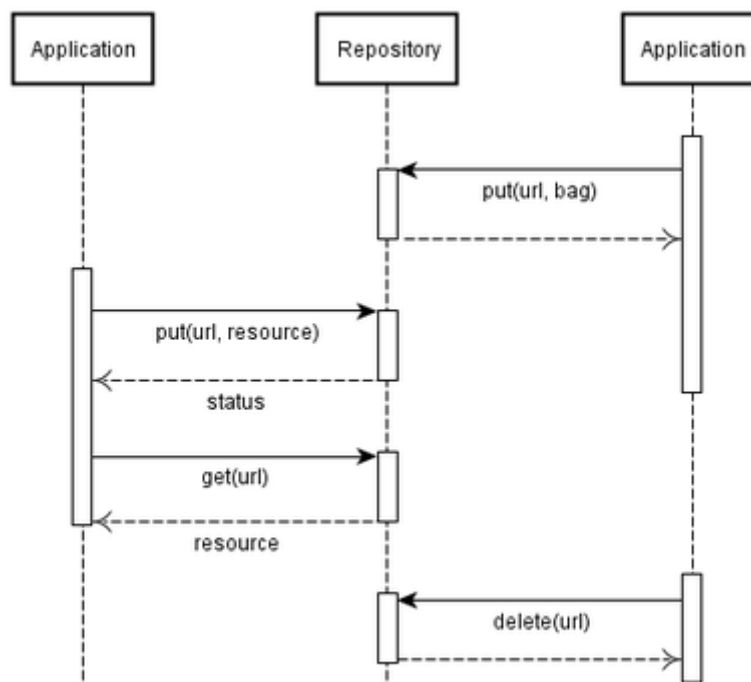 Application
Repository
Application
put(url, bag)
put(url, resource)
status
get(url)
resource
delete(url)